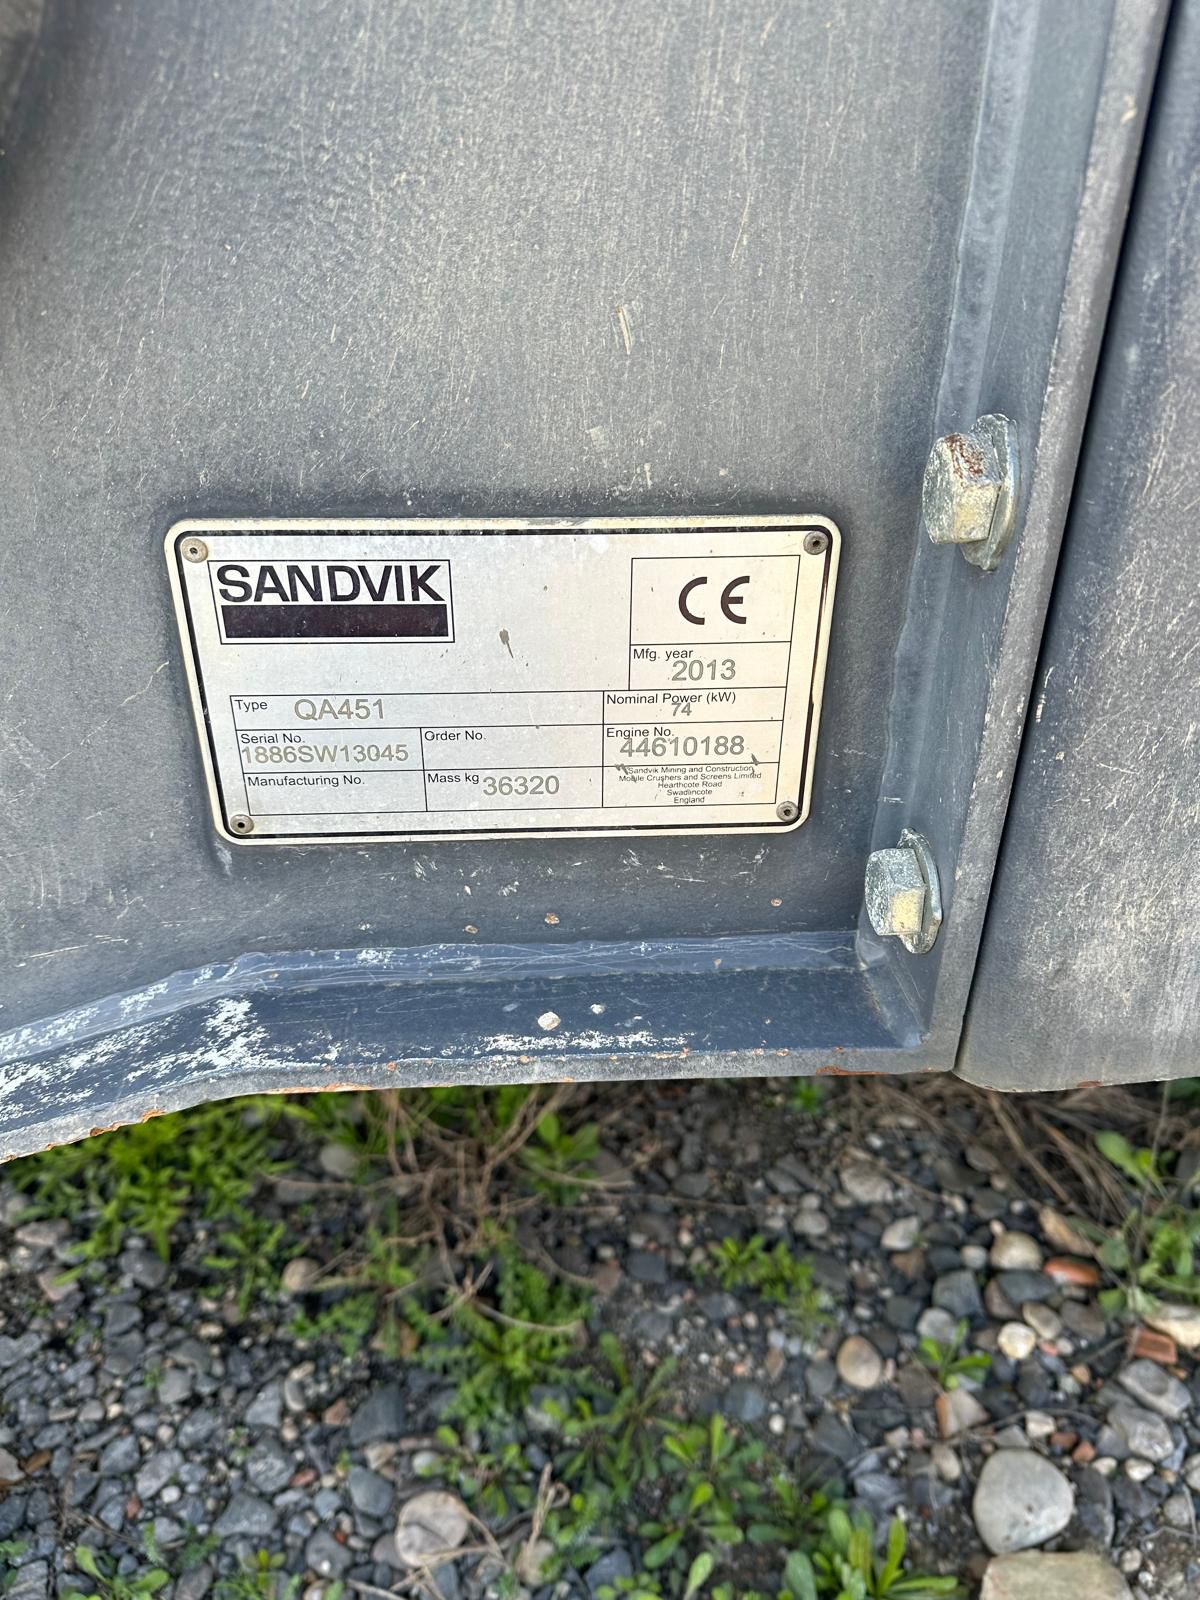 SANDVIK
CE
Mfg. year
2013
Type QA451
Nominal Power (kW)
74
Serial No.
1886SW13045
Order No.
Engine No.
44610188
Manufacturing No.
Mass kg 36320
Sandvik Mining and Construction
Mobile Crushers and Screens Limited
Hearthcote Road
Swadlincote
England